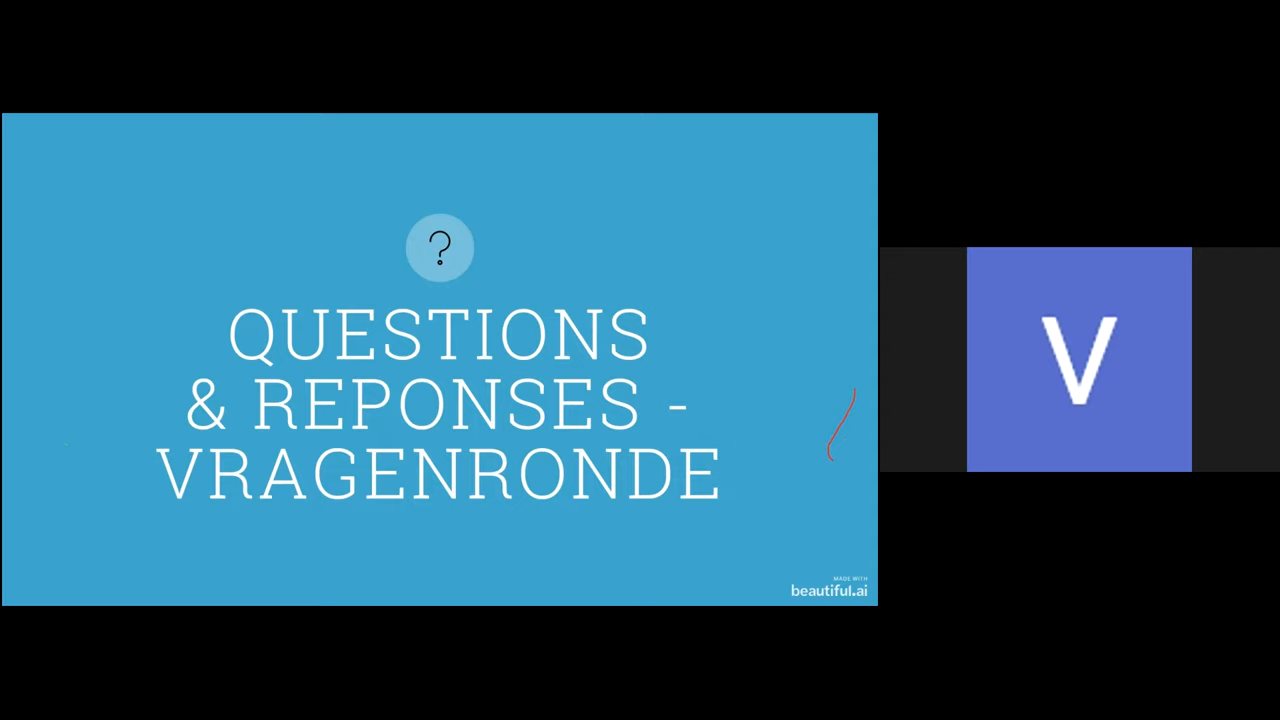 ?
QUESTIONS
& REPONSES -
VRAGENRONDE
MADE WITH
beautiful.ai
V